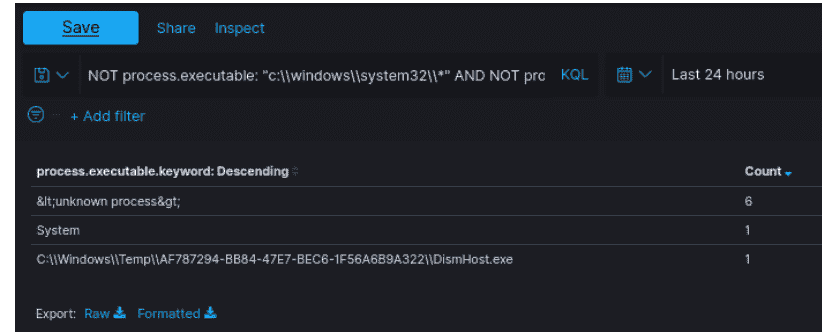 Save Share Inspect
NOT process.executable: "c:\\windows\\system32\\*" AND NOT pro KQL Last 24 hours
+ Add filter
process.executable.keyword: Descending Count
&lt;unknown process&gt; 6
System 1
C:\\Windows\\Temp\\AF787294-BB84-47E7-BEC6-1F56A6B9A322\\DismHost.exe 1
Export: Raw Formatted